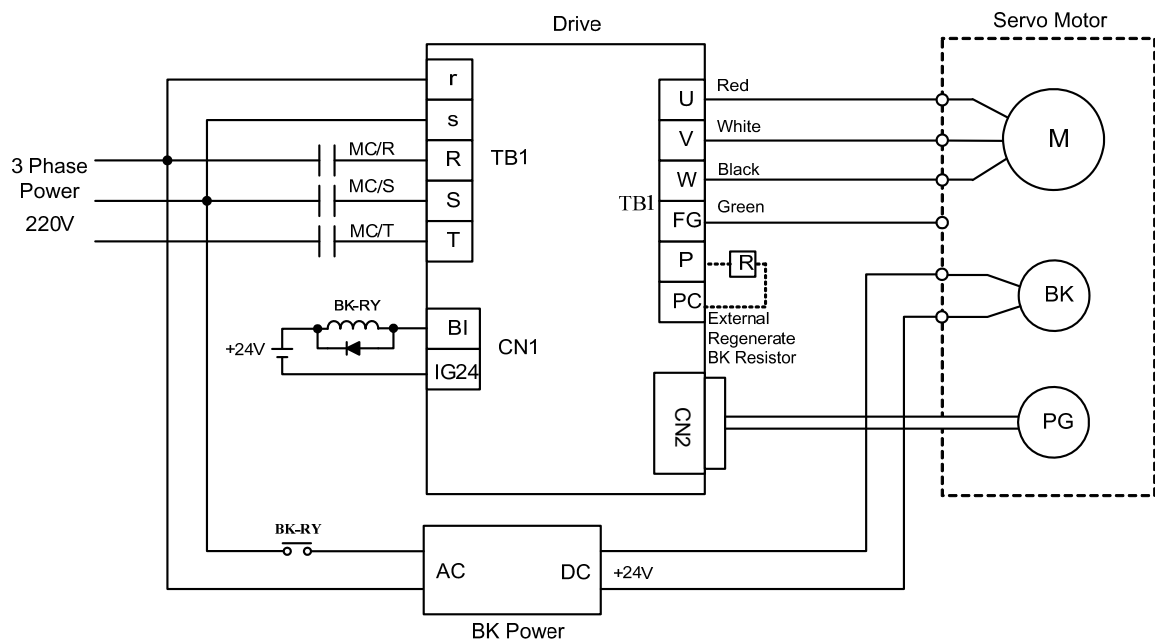 Servo Motor
Drive
r
s
R
S
T
TB1
MC/R
MC/S
MC/T
3 Phase
Power
220V
U
V
W
FG
P
PC
TB1
Red
White
Black
Green
R
External
Regenerate
BK Resistor
M
BK
PG
BK-RY
+24V
BI
IG24
CN1
CN2
BK-RY
AC
DC
+24V
BK Power